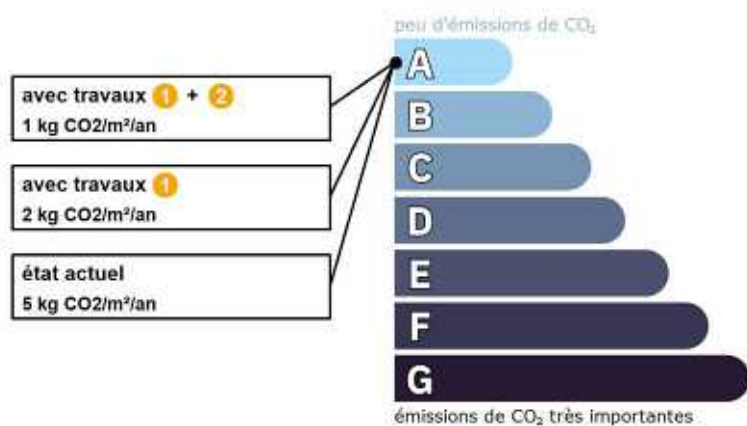 peu d'émissions de CO₂
avec travaux 1 + 2
1 kg CO2/m²/an
avec travaux 1
2 kg CO2/m²/an
état actuel
5 kg CO2/m²/an
A
B
C
D
E
F
G
émissions de CO₂ très importantes